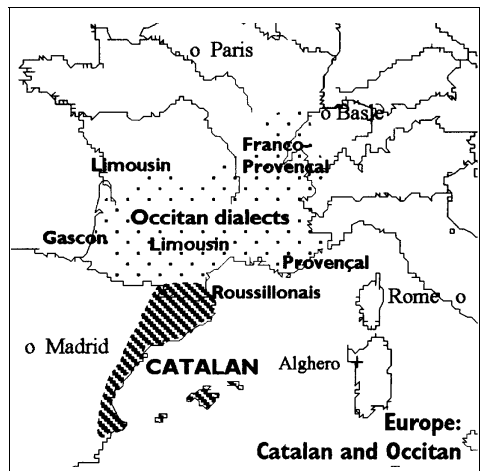 o Paris
o Basle
Franco-
Provençal
Limousin
Occitan dialects
Gascon
Limousin
Provençal
Roussillonais
Rome o
o Madrid
CATALAN
Alghero
Europe:
Catalan and Occitan